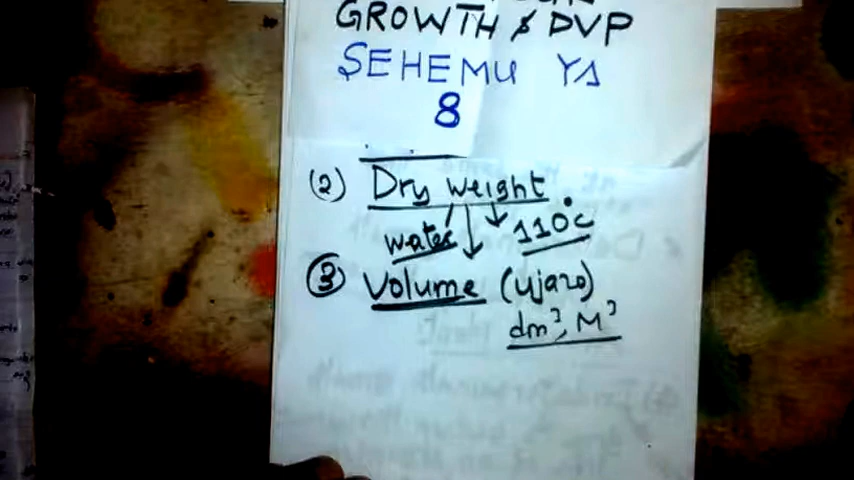 GROWTH & DVP
SEHEMU YA
8
(2) Dry weight
water 110°c
③ Volume (ujazo)
dm³, M³